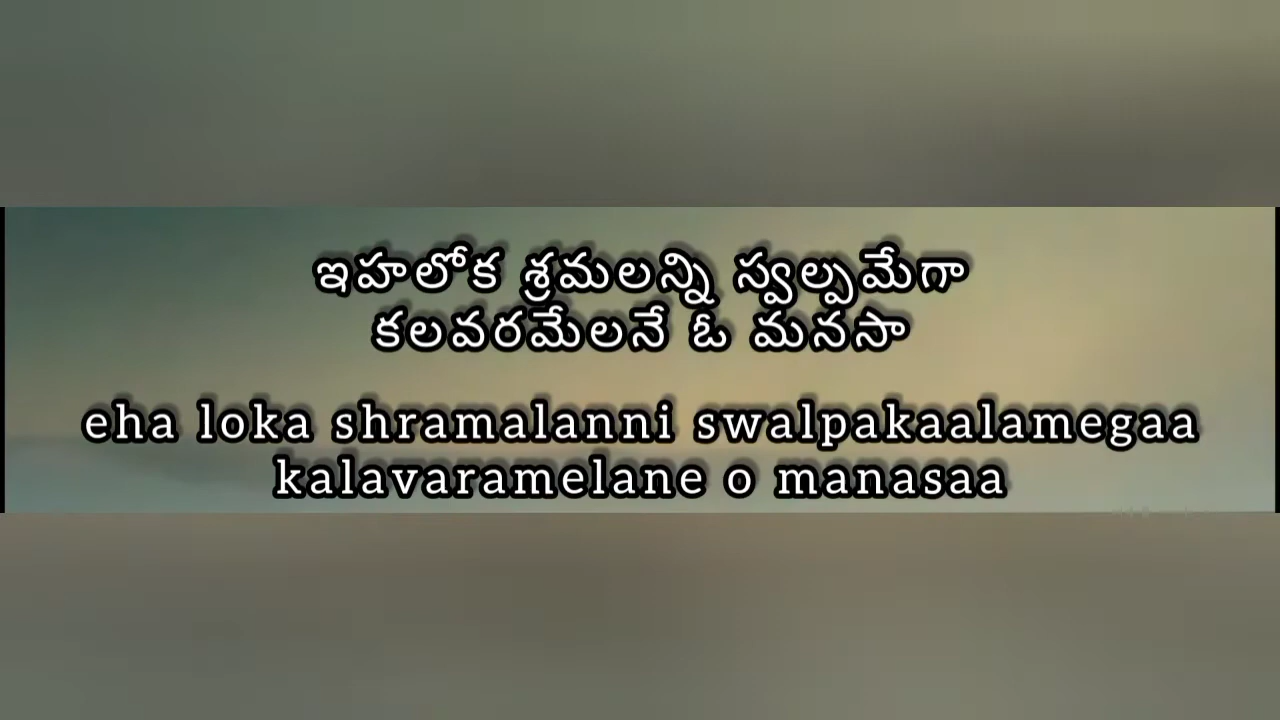 ఇహలోక శ్రమలన్ని స్వల్పమేగా
కలవరమేలనే ఓ మనసా
eha loka shramalanni swalpakaalamegaa
kalavaramelane o manasaa